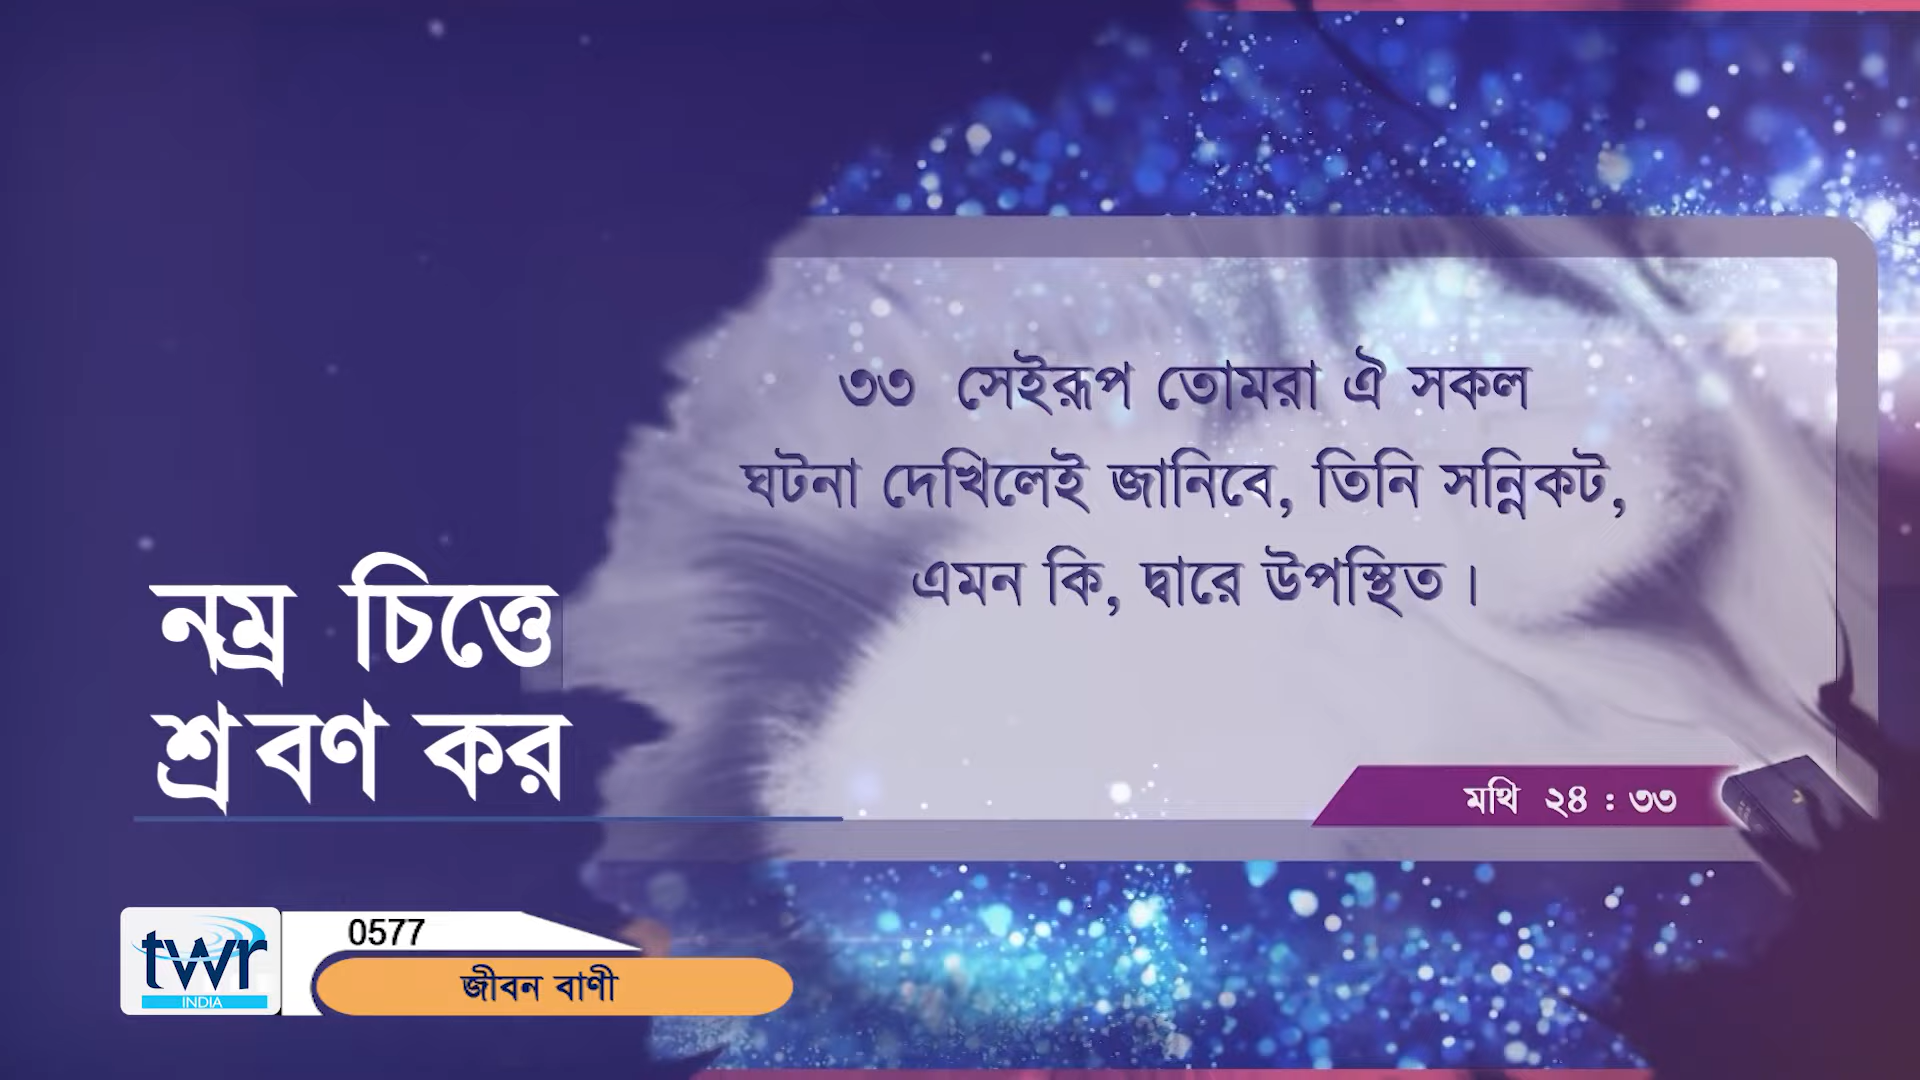 ৩৩ সেইরূপ তোমরা ঐ সকল
ঘটনা দেখিলেই জানিবে, তিনি সন্নিকট,
এমন কি, দ্বারে উপস্থিত।
নম্র চিত্তে
শ্রবণ কর
মথি ২৪ : ৩৩
twr
INDIA
0577
জীবন বাণী